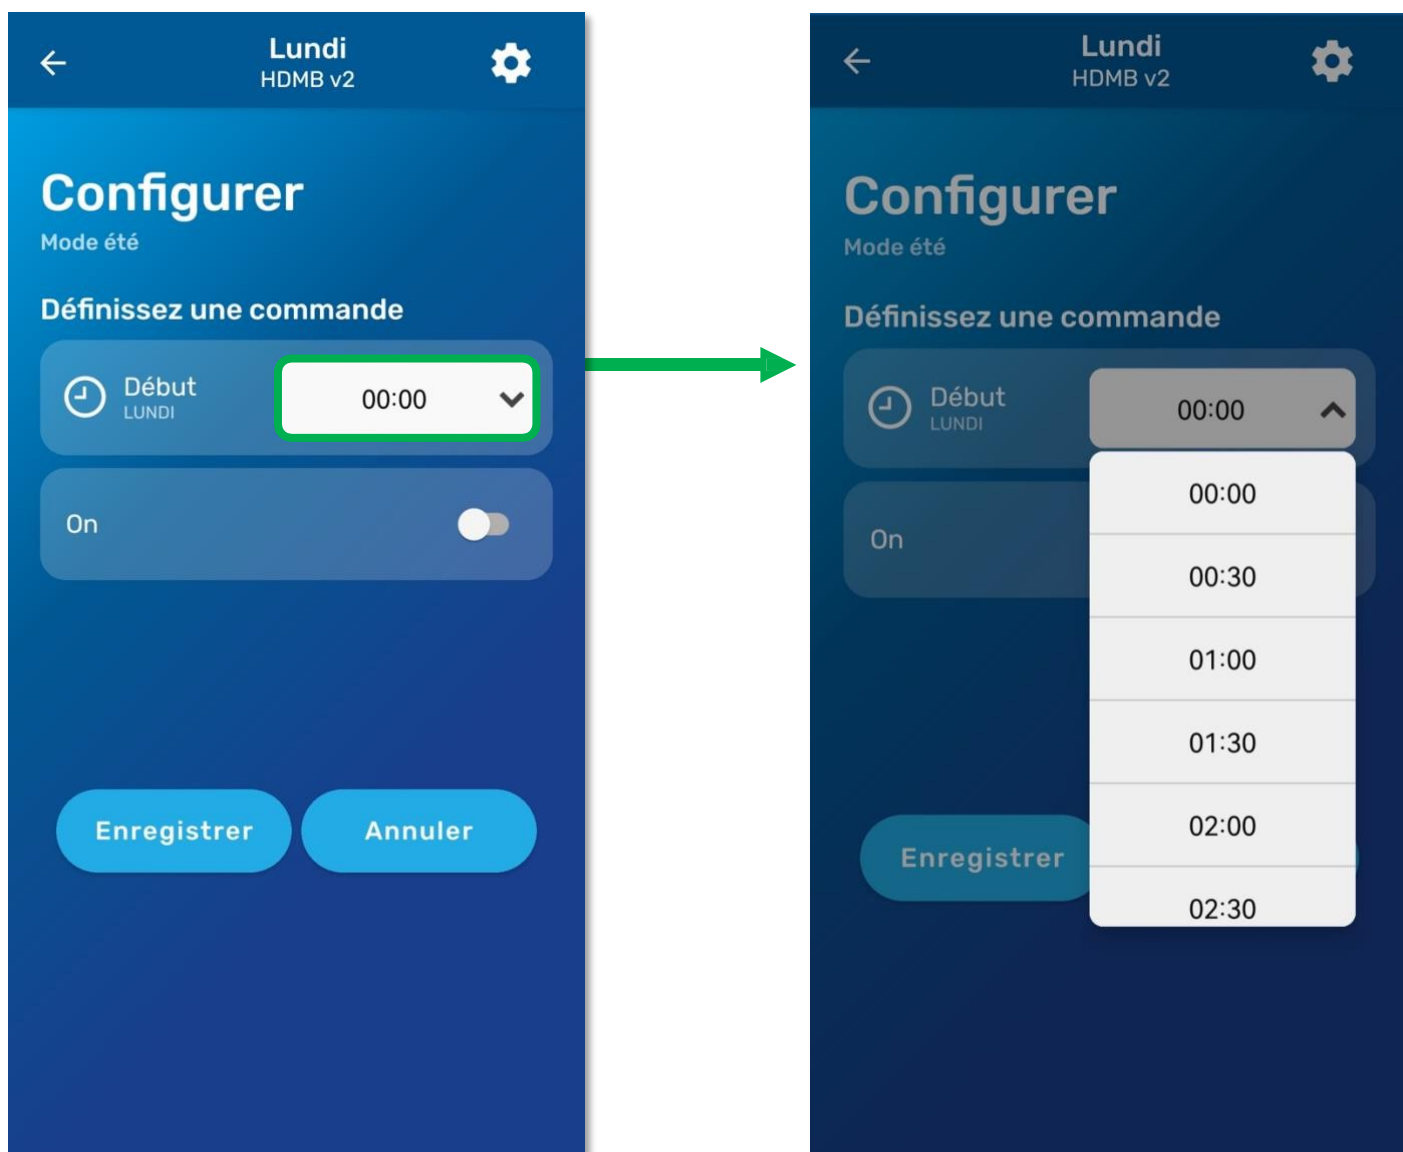 Lundi
HDMB v2
Configurer
Mode été
Définissez une commande
Début
LUNDI
00:00
On
Enregistrer
Annuler
Lundi
HDMB v2
Configurer
Mode été
Définissez une commande
Début
LUNDI
00:00
00:00
On
00:30
01:00
01:30
02:00
Enregistrer
02:30